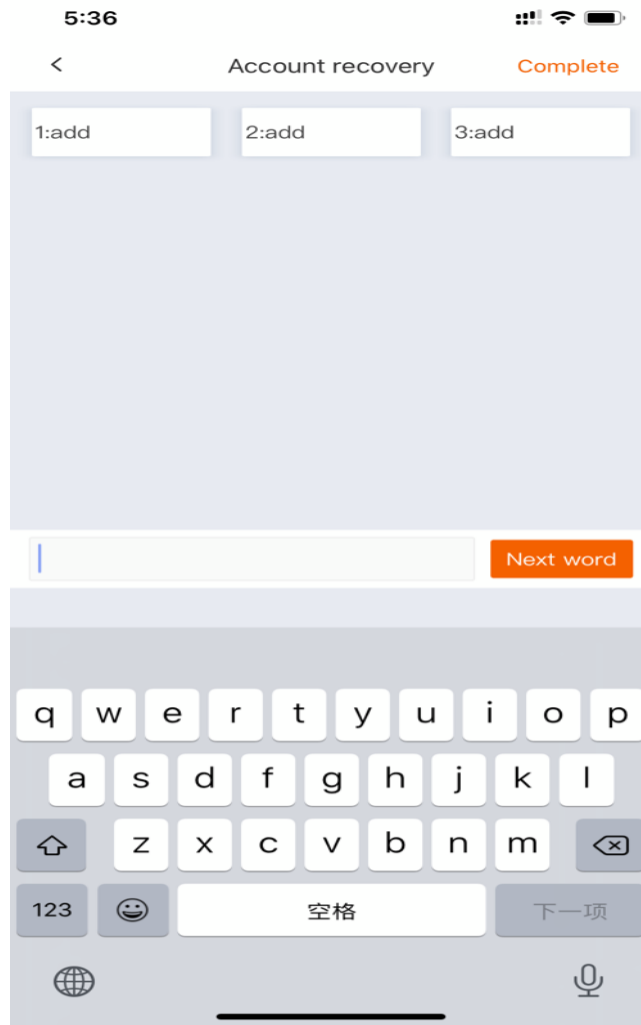 5:36
Account recovery Complete
1:add 2:add 3:add
Next word
q w e r t y u i o p
a s d f g h j k l
z x c v b n m
123 空格 下一项